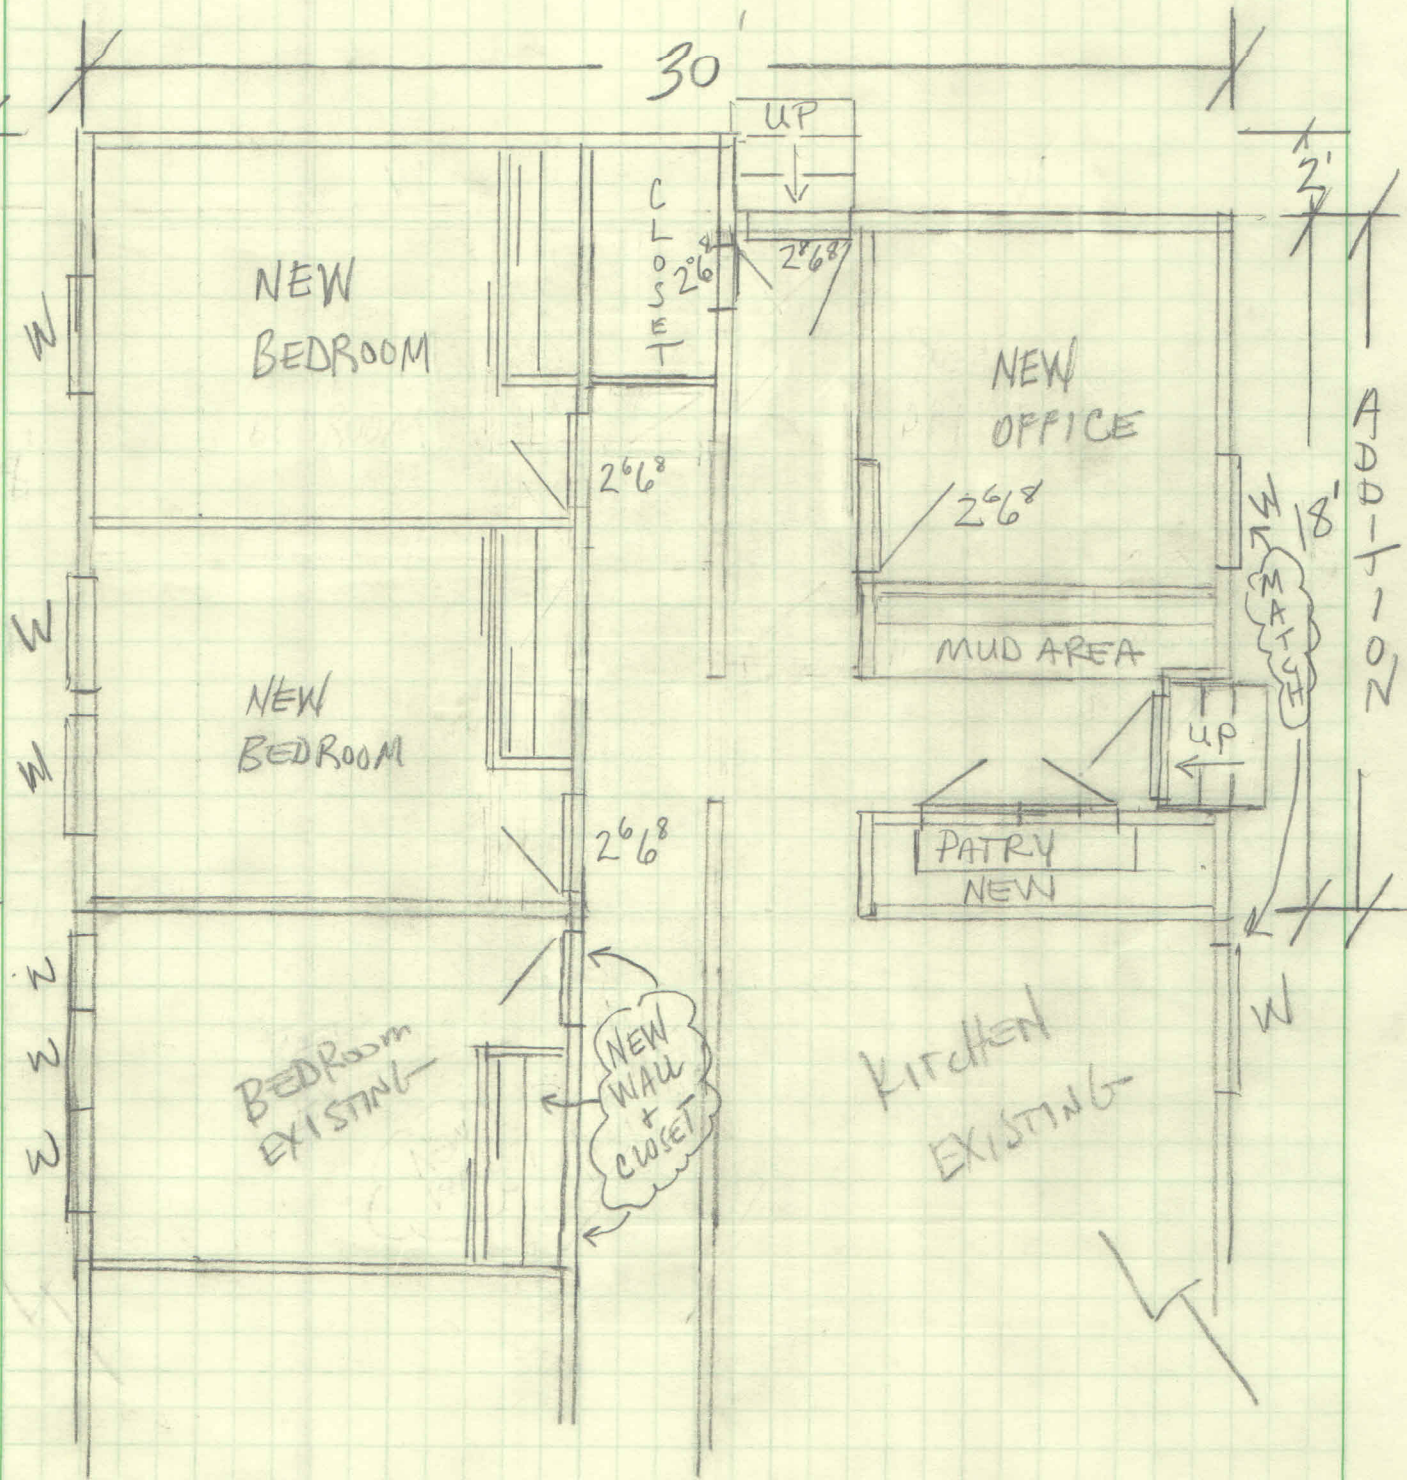 30'
UP
2'
CLOSET
2⁰6⁸
2⁸6⁸
NEW
BEDROOM
W
NEW
OFFICE
ADDITION
2⁶6⁸
2⁶6⁸
W
18'
MATCH
W
MUD AREA
NEW
BEDROOM
UP
W
2⁶6⁸
PATRY
NEW
W
W
W
W
BEDROOM
EXISTING
NEW
WALL
+
CLOSET
KITCHEN
EXISTING